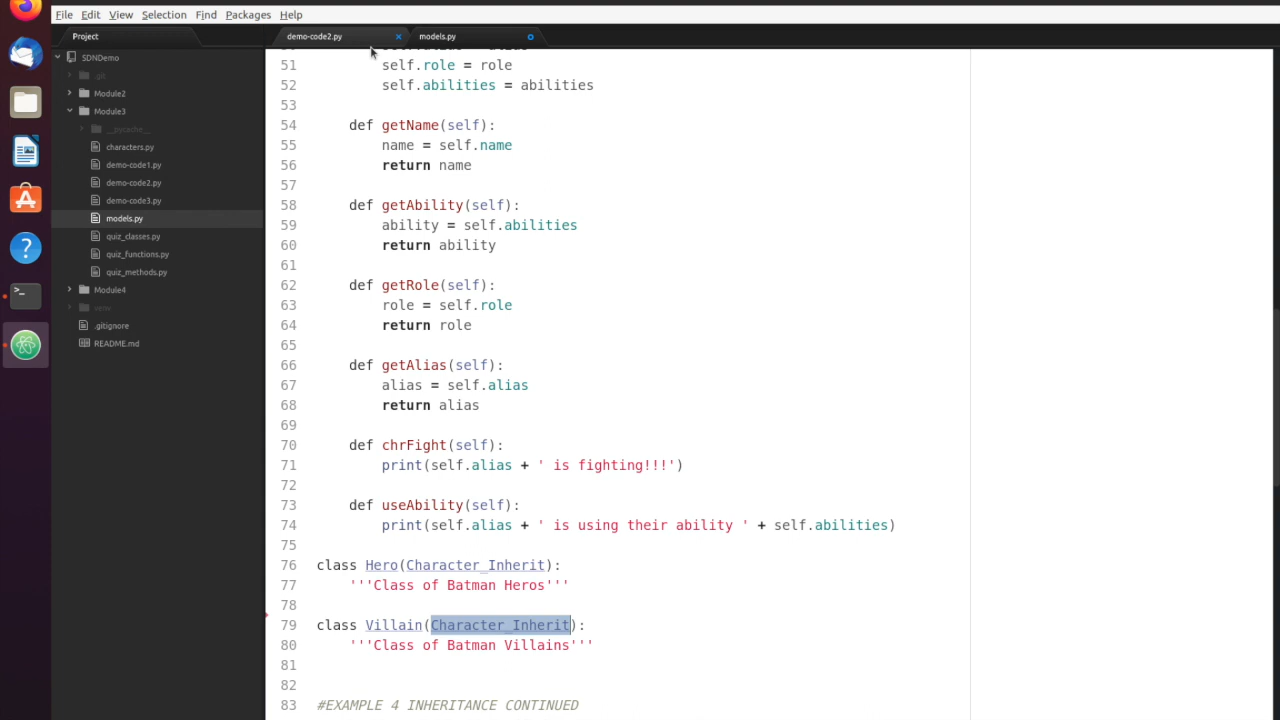 File Edit View Selection Find Packages Help
Project
demo-code2.py
models.py
SDNDemo
.git
Module2
Module3
__pycache__
characters.py
demo-code1.py
demo-code2.py
demo-code3.py
models.py
quiz_classes.py
quiz_functions.py
quiz_methods.py
Module4
.gitignore
README.md
51 self.role = role
52 self.abilities = abilities
53
54 def getName(self):
55 name = self.name
56 return name
57
58 def getAbility(self):
59 ability = self.abilities
60 return ability
61
62 def getRole(self):
63 role = self.role
64 return role
65
66 def getAlias(self):
67 alias = self.alias
68 return alias
69
70 def chrFight(self):
71 print(self.alias + ' is fighting!!!')
72
73 def useAbility(self):
74 print(self.alias + ' is using their ability ' + self.abilities)
75
76 class Hero(Character_Inherit):
77 '''Class of Batman Heros'''
78
79 class Villain(Character_Inherit):
80 '''Class of Batman Villains'''
81
82
83 #EXAMPLE 4 INHERITANCE CONTINUED